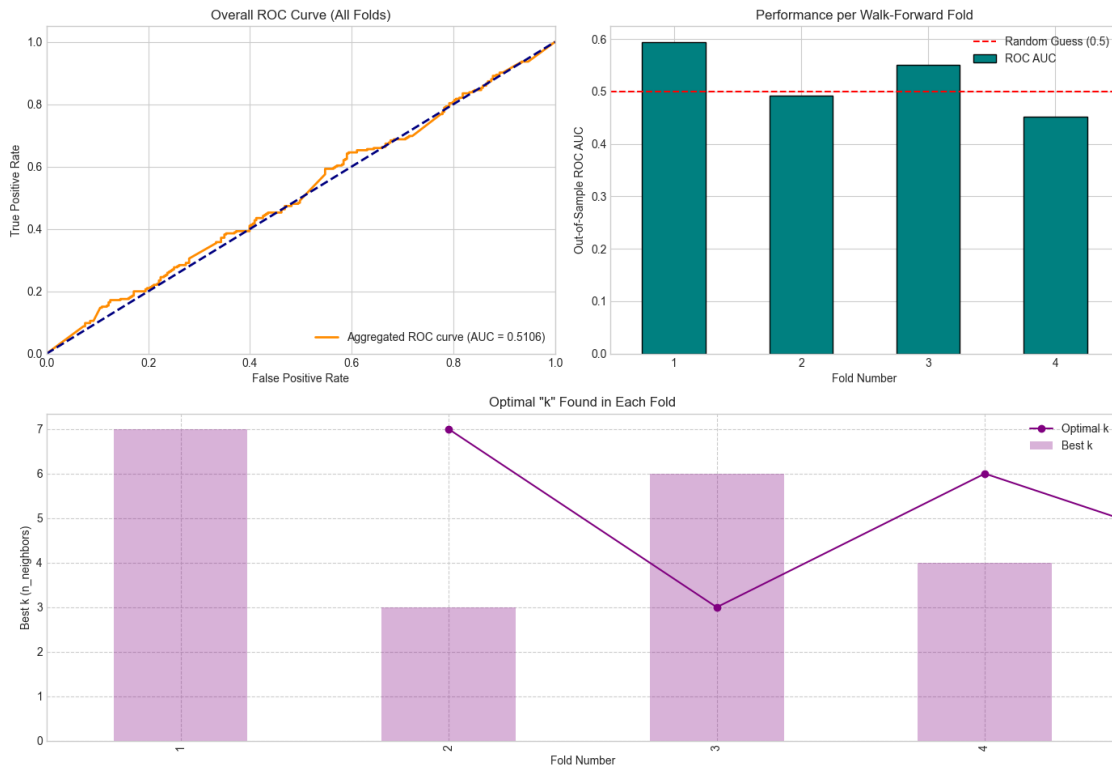 Overall ROC Curve (All Folds)
True Positive Rate
1.0
0.8
0.6
0.4
0.2
0.0
0.0
0.2
0.4
0.6
0.8
1.0
False Positive Rate
Aggregated ROC curve (AUC = 0.5106)
Performance per Walk-Forward Fold
Out-of-Sample ROC AUC
0.6
0.5
0.4
0.3
0.2
0.1
0.0
Random Guess (0.5)
ROC AUC
1
2
3
4
Fold Number
Optimal "k" Found in Each Fold
Best k (n_neighbors)
7
6
5
4
3
2
1
0
Optimal k
Best k
1
2
3
4
Fold Number